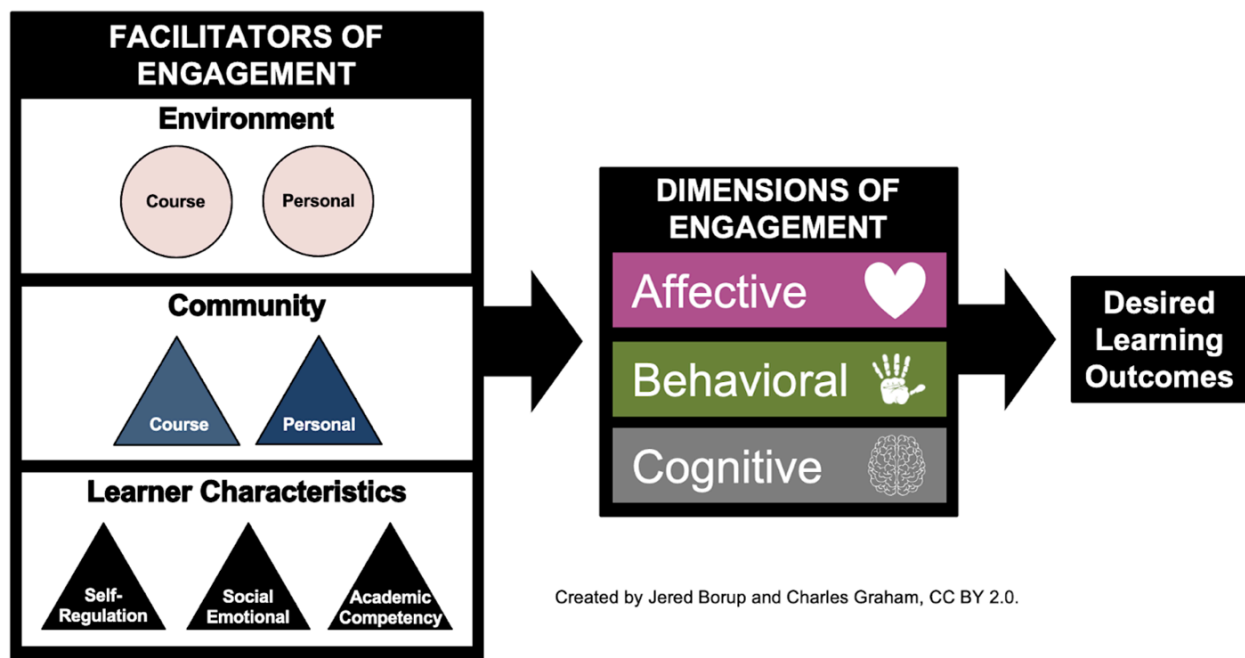 FACILITATORS OF
ENGAGEMENT
Environment
Course
Personal
Community
Course
Personal
Learner Characteristics
Self-
Regulation
Social
Emotional
Academic
Competency
DIMENSIONS OF
ENGAGEMENT
Affective
Behavioral
Cognitive
Desired
Learning
Outcomes
Created by Jered Borup and Charles Graham, CC BY 2.0.